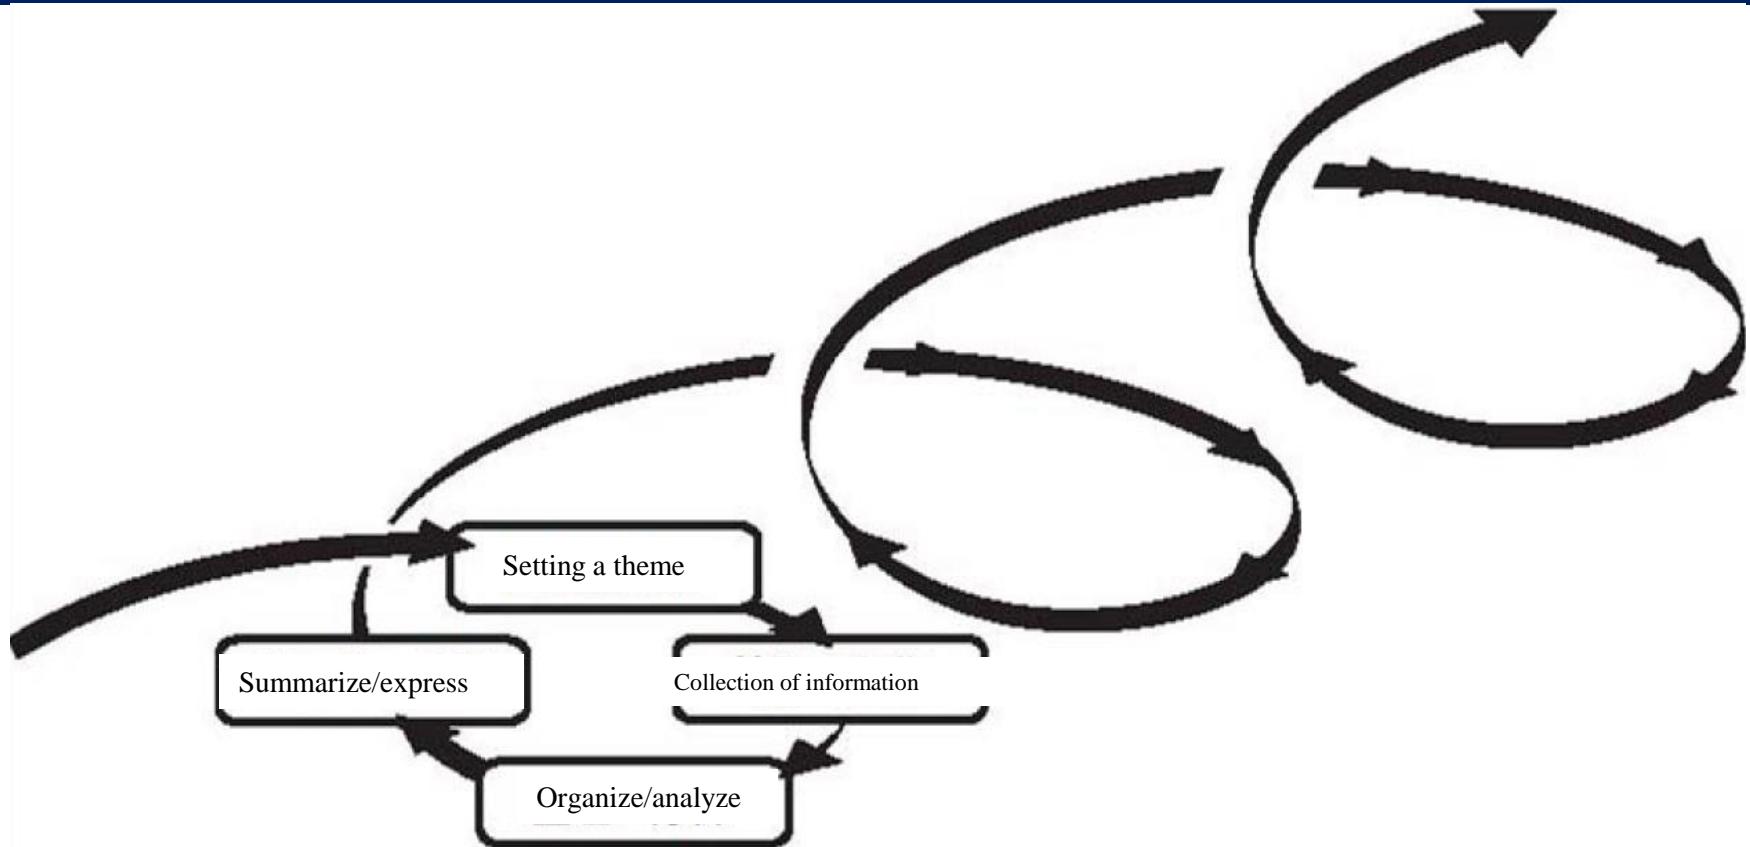 Setting a theme
Summarize/express
Collection of information
Organize/analyze